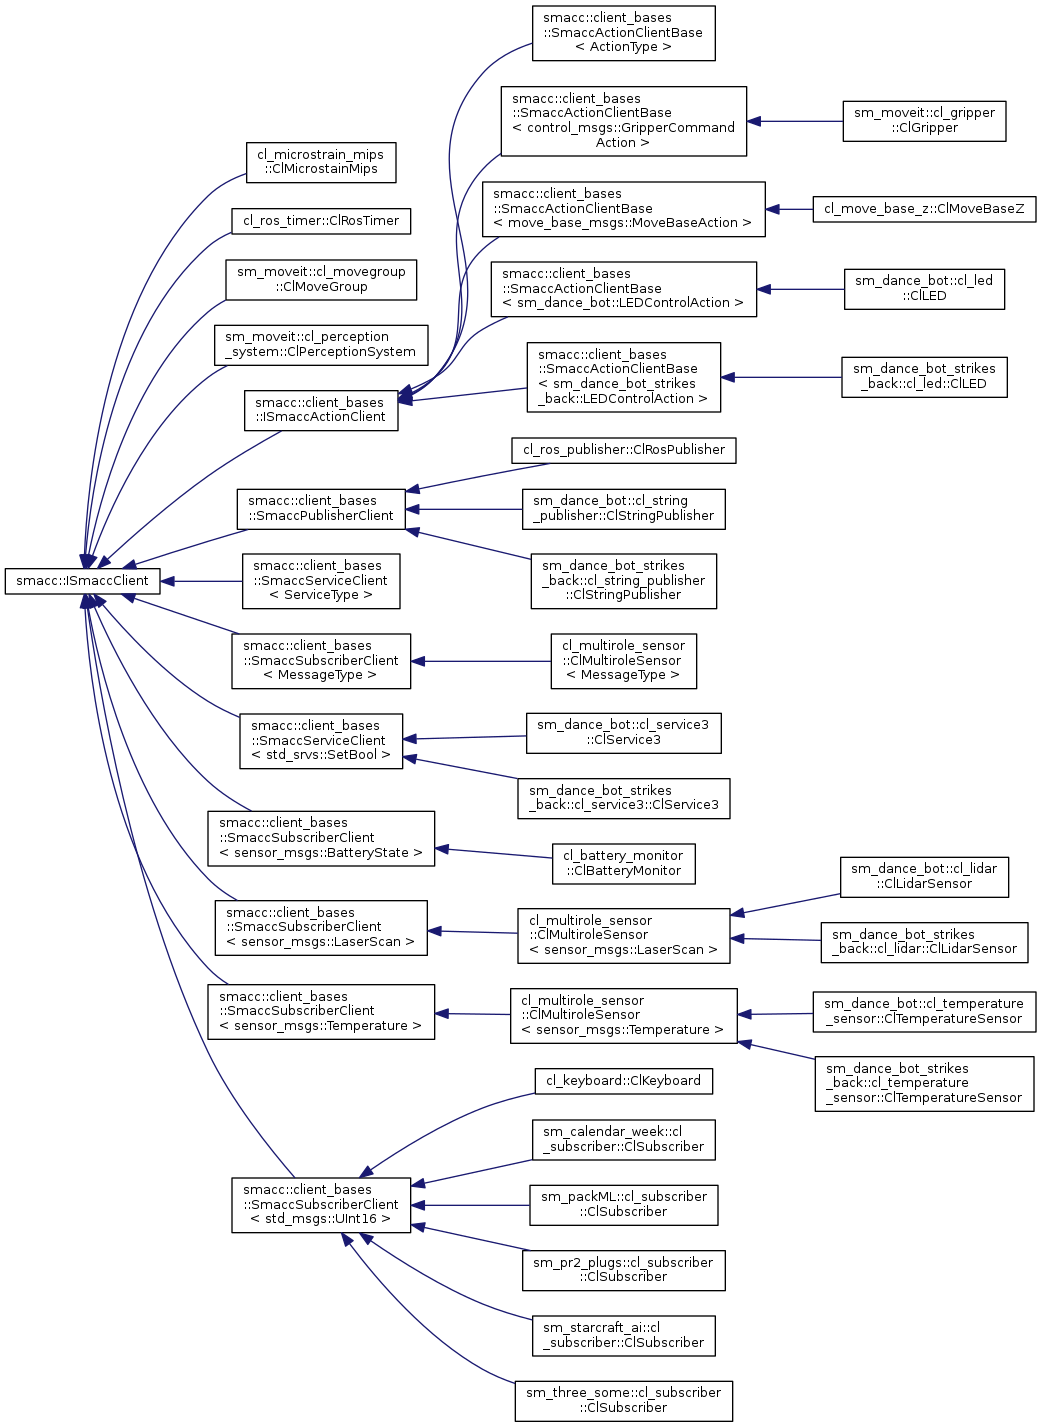 smacc::client_bases
::SmaccActionClientBase
< ActionType >
smacc::client_bases
::SmaccActionClientBase
< control_msgs::GripperCommand
Action >
sm_moveit::cl_gripper
::ClGripper
cl_microstrain_mips
::ClMicrostainMips
smacc::client_bases
::SmaccActionClientBase
< move_base_msgs::MoveBaseAction >
cl_move_base_z::ClMoveBaseZ
cl_ros_timer::ClRosTimer
sm_moveit::cl_movegroup
::ClMoveGroup
smacc::client_bases
::SmaccActionClientBase
< sm_dance_bot::LEDControlAction >
sm_dance_bot::cl_led
::ClLED
sm_moveit::cl_perception
_system::ClPerceptionSystem
smacc::client_bases
::SmaccActionClientBase
< sm_dance_bot_strikes
_back::LEDControlAction >
sm_dance_bot_strikes
_back::cl_led::ClLED
smacc::client_bases
::ISmaccActionClient
cl_ros_publisher::ClRosPublisher
smacc::client_bases
::SmaccPublisherClient
sm_dance_bot::cl_string
_publisher::ClStringPublisher
smacc::ISmaccClient
smacc::client_bases
::SmaccServiceClient
< ServiceType >
sm_dance_bot_strikes
_back::cl_string_publisher
::ClStringPublisher
smacc::client_bases
::SmaccSubscriberClient
< MessageType >
cl_multirole_sensor
::ClMultiroleSensor
< MessageType >
smacc::client_bases
::SmaccServiceClient
< std_srvs::SetBool >
sm_dance_bot::cl_service3
::ClService3
sm_dance_bot_strikes
_back::cl_service3::ClService3
smacc::client_bases
::SmaccSubscriberClient
< sensor_msgs::BatteryState >
cl_battery_monitor
::ClBatteryMonitor
smacc::client_bases
::SmaccSubscriberClient
< sensor_msgs::LaserScan >
cl_multirole_sensor
::ClMultiroleSensor
< sensor_msgs::LaserScan >
sm_dance_bot::cl_lidar
::ClLidarSensor
sm_dance_bot_strikes
_back::cl_lidar::ClLidarSensor
smacc::client_bases
::SmaccSubscriberClient
< sensor_msgs::Temperature >
cl_multirole_sensor
::ClMultiroleSensor
< sensor_msgs::Temperature >
sm_dance_bot::cl_temperature
_sensor::ClTemperatureSensor
sm_dance_bot_strikes
_back::cl_temperature
_sensor::ClTemperatureSensor
smacc::client_bases
::SmaccSubscriberClient
< std_msgs::UInt16 >
cl_keyboard::ClKeyboard
sm_calendar_week::cl
_subscriber::ClSubscriber
sm_packML::cl_subscriber
::ClSubscriber
sm_pr2_plugs::cl_subscriber
::ClSubscriber
sm_starcraft_ai::cl
_subscriber::ClSubscriber
sm_three_some::cl_subscriber
::ClSubscriber